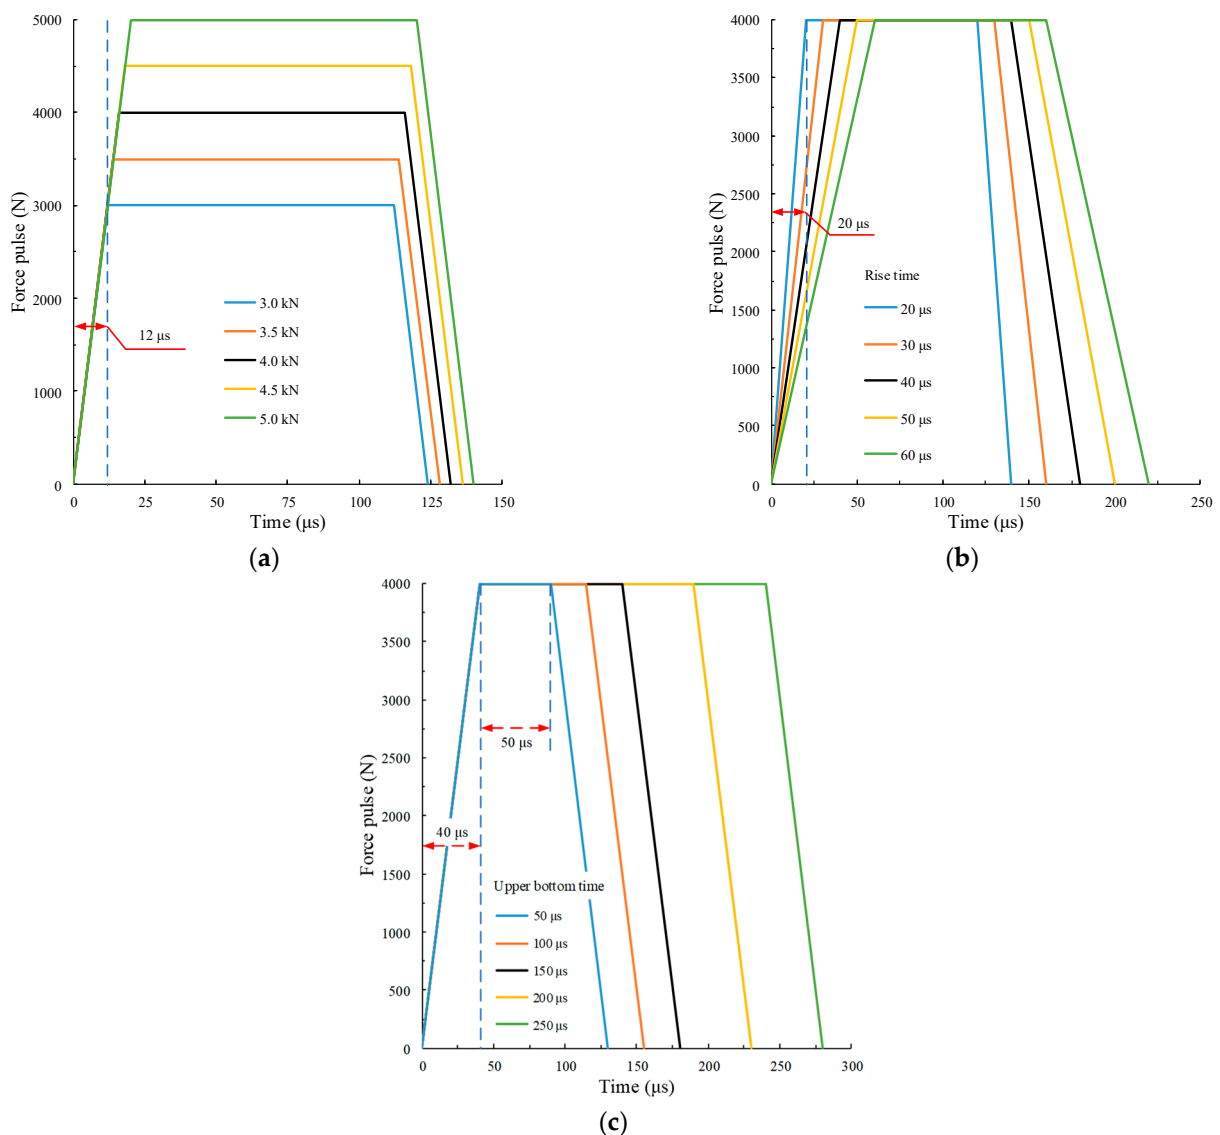 5000
4000
3000
2000
1000
0
Force pulse (N)
12 μs
3.0 kN
3.5 kN
4.0 kN
4.5 kN
5.0 kN
0 25 50 75 100 125 150
Time (μs)
(a)
4000
3500
3000
2500
2000
1500
1000
500
0
Force pulse (N)
20 μs
Rise time
20 μs
30 μs
40 μs
50 μs
60 μs
0 50 100 150 200 250
Time (μs)
(b)
4000
3500
3000
2500
2000
1500
1000
500
0
Force pulse (N)
50 μs
40 μs
Upper bottom time
50 μs
100 μs
150 μs
200 μs
250 μs
0 50 100 150 200 250 300
Time (μs)
(c)